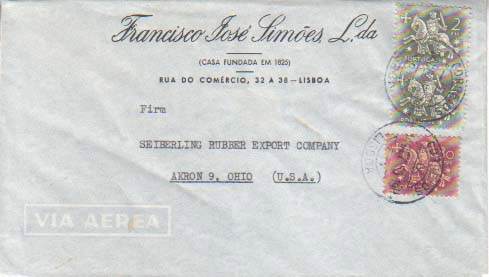 Francisco José Simões, L.da
(CASA FUNDADA EM 1825)
RUA DO COMÉRCIO, 32 A 38 — LISBOA
Firm
SEIBERLING RUBBER EXPORT COMPANY
AKRON 9, OHIO (U.S.A.)
VIA AEREA